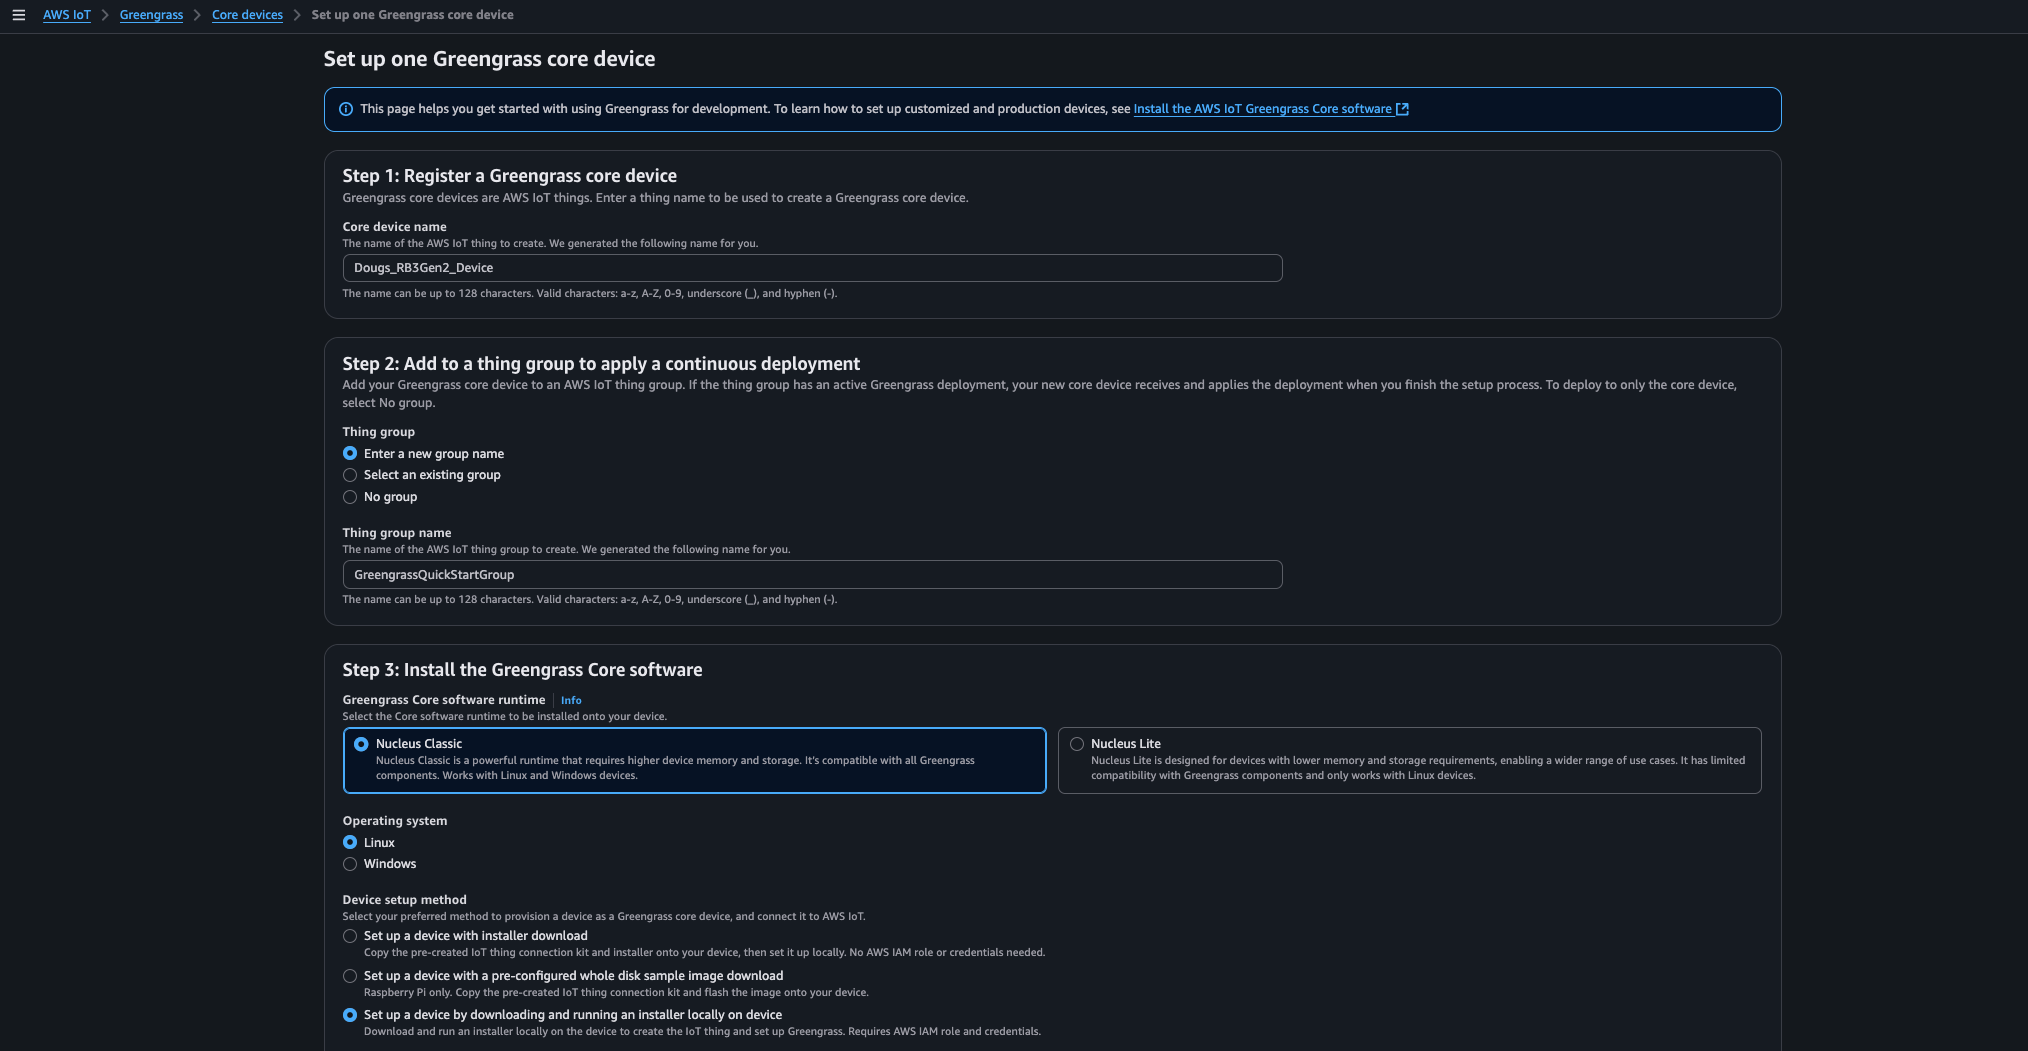 AWS IoT > Greengrass > Core devices > Set up one Greengrass core device
Set up one Greengrass core device
This page helps you get started with using Greengrass for development. To learn how to set up customized and production devices, see Install the AWS IoT Greengrass Core software
Step 1: Register a Greengrass core device
Greengrass core devices are AWS IoT things. Enter a thing name to be used to create a Greengrass core device.
Core device name
The name of the AWS IoT thing to create. We generated the following name for you.
Dougs_RB3Gen2_Device
The name can be up to 128 characters. Valid characters: a-z, A-Z, 0-9, underscore (_), and hyphen (-).
Step 2: Add to a thing group to apply a continuous deployment
Add your Greengrass core device to an AWS IoT thing group. If the thing group has an active Greengrass deployment, your new core device receives and applies the deployment when you finish the setup process. To deploy to only the core device,
select No group.
Thing group
Enter a new group name
Select an existing group
No group
Thing group name
The name of the AWS IoT thing group to create. We generated the following name for you.
GreengrassQuickStartGroup
The name can be up to 128 characters. Valid characters: a-z, A-Z, 0-9, underscore (_), and hyphen (-).
Step 3: Install the Greengrass Core software
Greengrass Core software runtime | Info
Select the Core software runtime to be installed onto your device.
Nucleus Classic
Nucleus Classic is a powerful runtime that requires higher device memory and storage. It's compatible with all Greengrass
components. Works with Linux and Windows devices.
Nucleus Lite
Nucleus Lite is designed for devices with lower memory and storage requirements, enabling a wider range of use cases. It has limited
compatibility with Greengrass components and only works with Linux devices.
Operating system
Linux
Windows
Device setup method
Select your preferred method to provision a device as a Greengrass core device, and connect it to AWS IoT.
Set up a device with installer download
Copy the pre-created IoT thing connection kit and installer onto your device, then set it up locally. No AWS IAM role or credentials needed.
Set up a device with a pre-configured whole disk sample image download
Raspberry Pi only. Copy the pre-created IoT thing connection kit and flash the image onto your device.
Set up a device by downloading and running an installer locally on device
Download and run an installer locally on the device to create the IoT thing and set up Greengrass. Requires AWS IAM role and credentials.